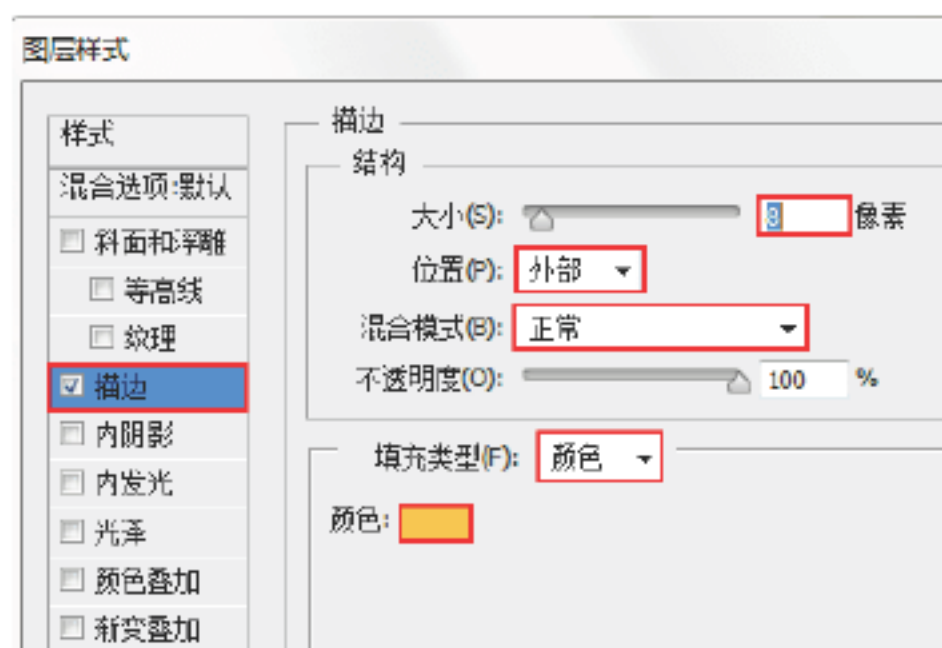 图层样式
样式
混合选项:默认
斜面和浮雕
等高线
纹理
描边
内阴影
内发光
光泽
颜色叠加
渐变叠加
描边
结构
大小(S): 8 像素
位置(P): 外部
混合模式(B): 正常
不透明度(O): 100 %
填充类型(F): 颜色
颜色: